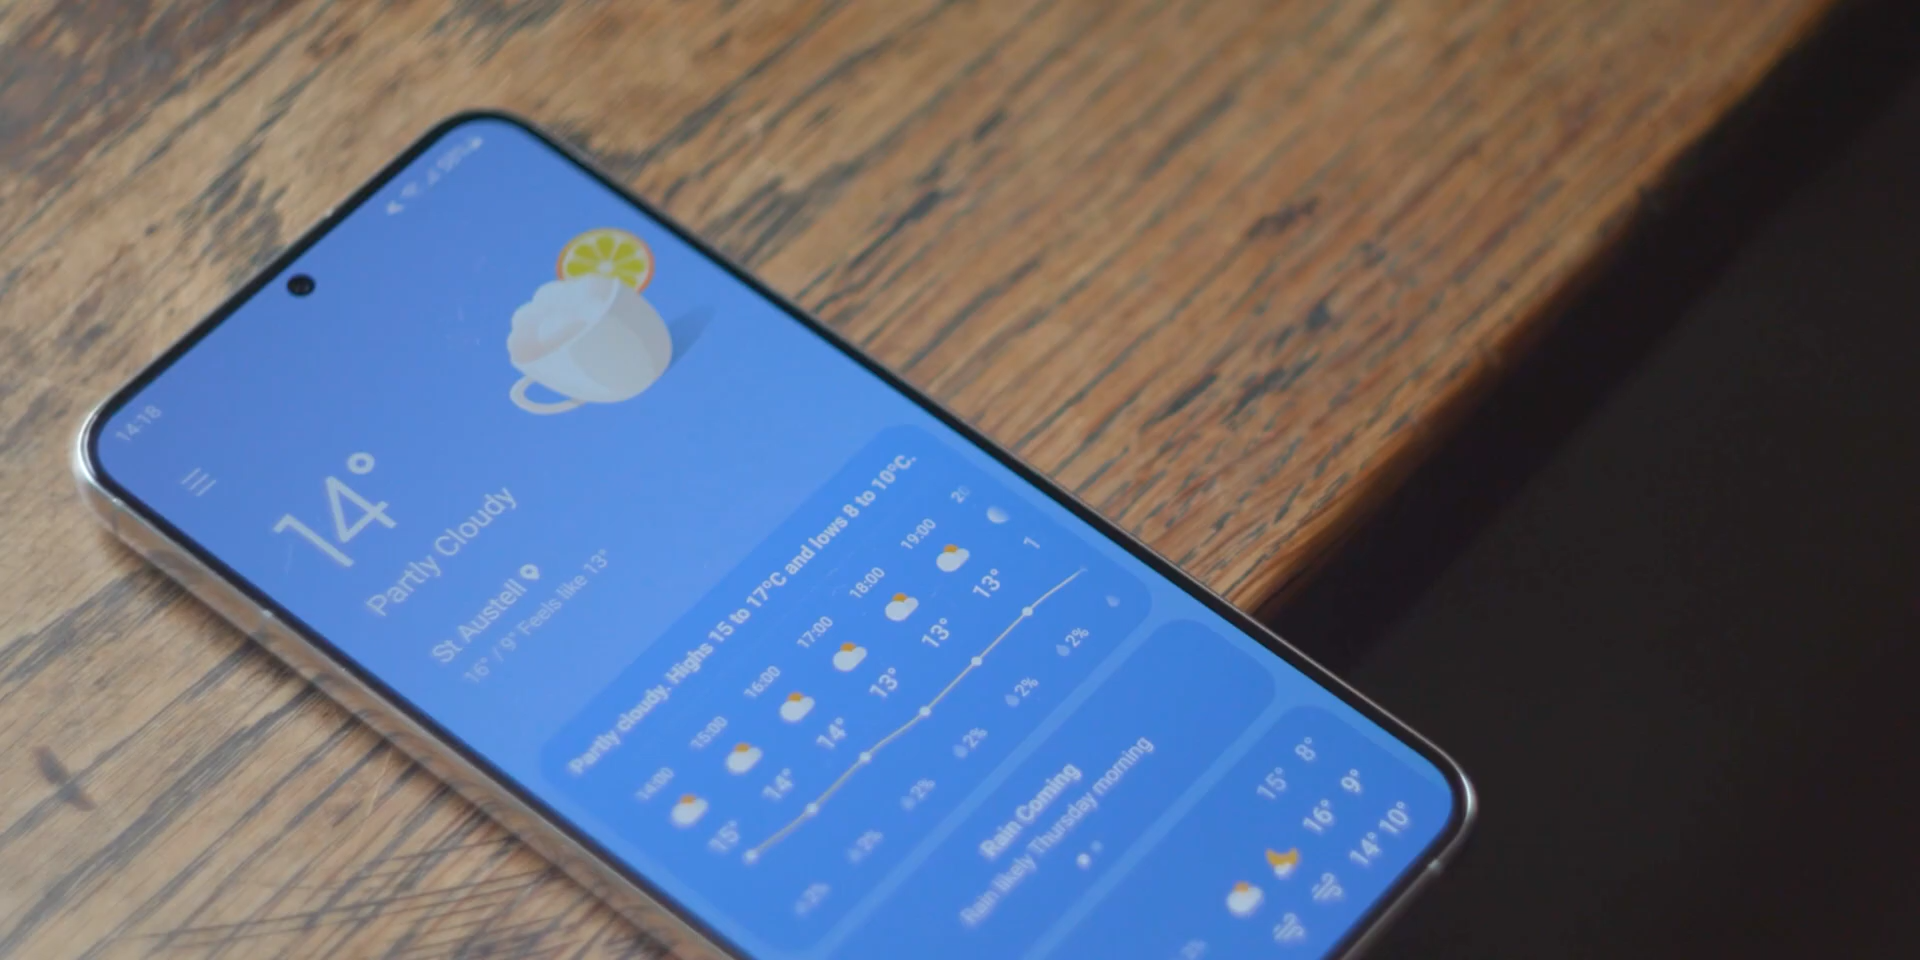 14:18
14°
Partly Cloudy
St Austell
16° / 9° Feels like 13°
Partly cloudy. Highs 15 to 17°C and lows 8 to 10°C.
14:00 15:00 16:00 17:00 18:00 19:00 20
15° 14° 14° 13° 13° 13° 1
2% 2% 2% 2% 2% 2%
Rain Coming
Rain likely Thursday morning
15° 8°
16° 9°
14° 10°